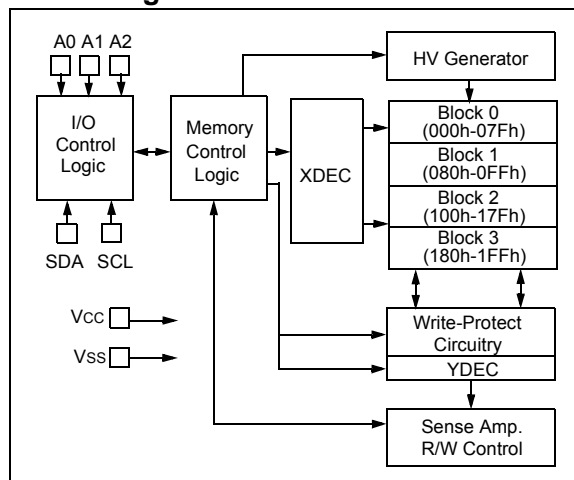 A0 A1 A2
I/O
Control
Logic
SDA SCL
Vcc
Vss
Memory
Control
Logic
XDEC
HV Generator
Block 0
(000h-07Fh)
Block 1
(080h-0FFh)
Block 2
(100h-17Fh)
Block 3
(180h-1FFh)
Write-Protect
Circuitry
YDEC
Sense Amp.
R/W Control